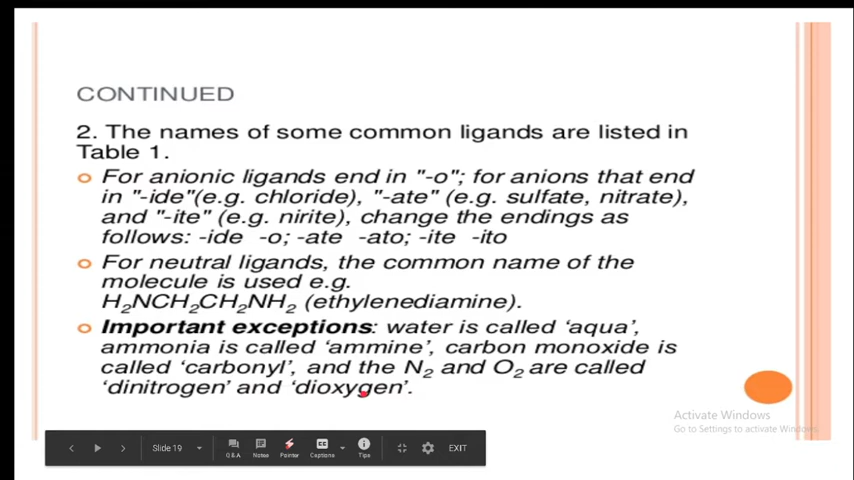 CONTINUED
2. The names of some common ligands are listed in
Table 1.
For anionic ligands end in "-o"; for anions that end
in "-ide"(e.g. chloride), "-ate" (e.g. sulfate, nitrate),
and "-ite" (e.g. nirite), change the endings as
follows: -ide -o; -ate -ato; -ite -ito
For neutral ligands, the common name of the
molecule is used e.g.
H₂NCH₂CH₂NH₂ (ethylenediamine).
Important exceptions: water is called ‘aqua’,
ammonia is called ‘ammine’, carbon monoxide is
called ‘carbonyl’, and the N₂ and O₂ are called
‘dinitrogen’ and ‘dioxygen’.
Activate Windows
Go to Settings to activate Windows.
Slide 19
Q&A
Notes
Pointer
Captions
Tips
EXIT